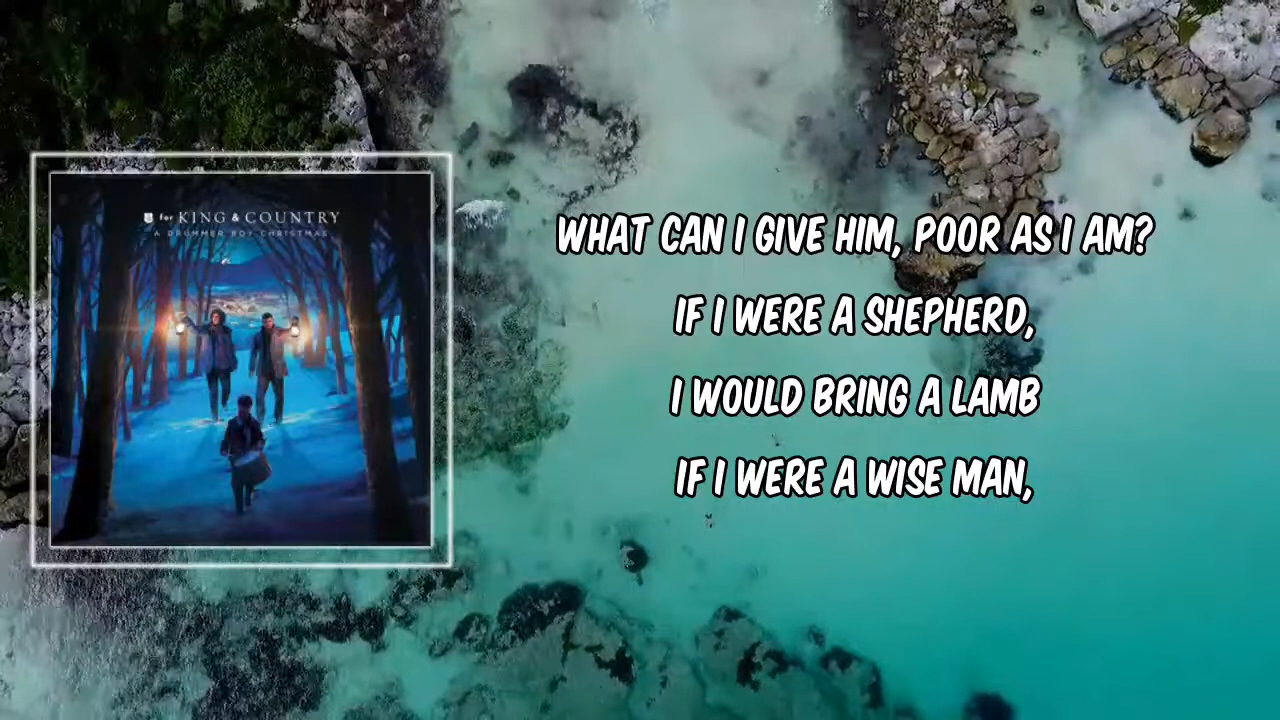 for KING & COUNTRY
A DRUMMER BOY CHRISTMAS
WHAT CAN I GIVE HIM, POOR AS I AM?
IF I WERE A SHEPHERD,
I WOULD BRING A LAMB
IF I WERE A WISE MAN,